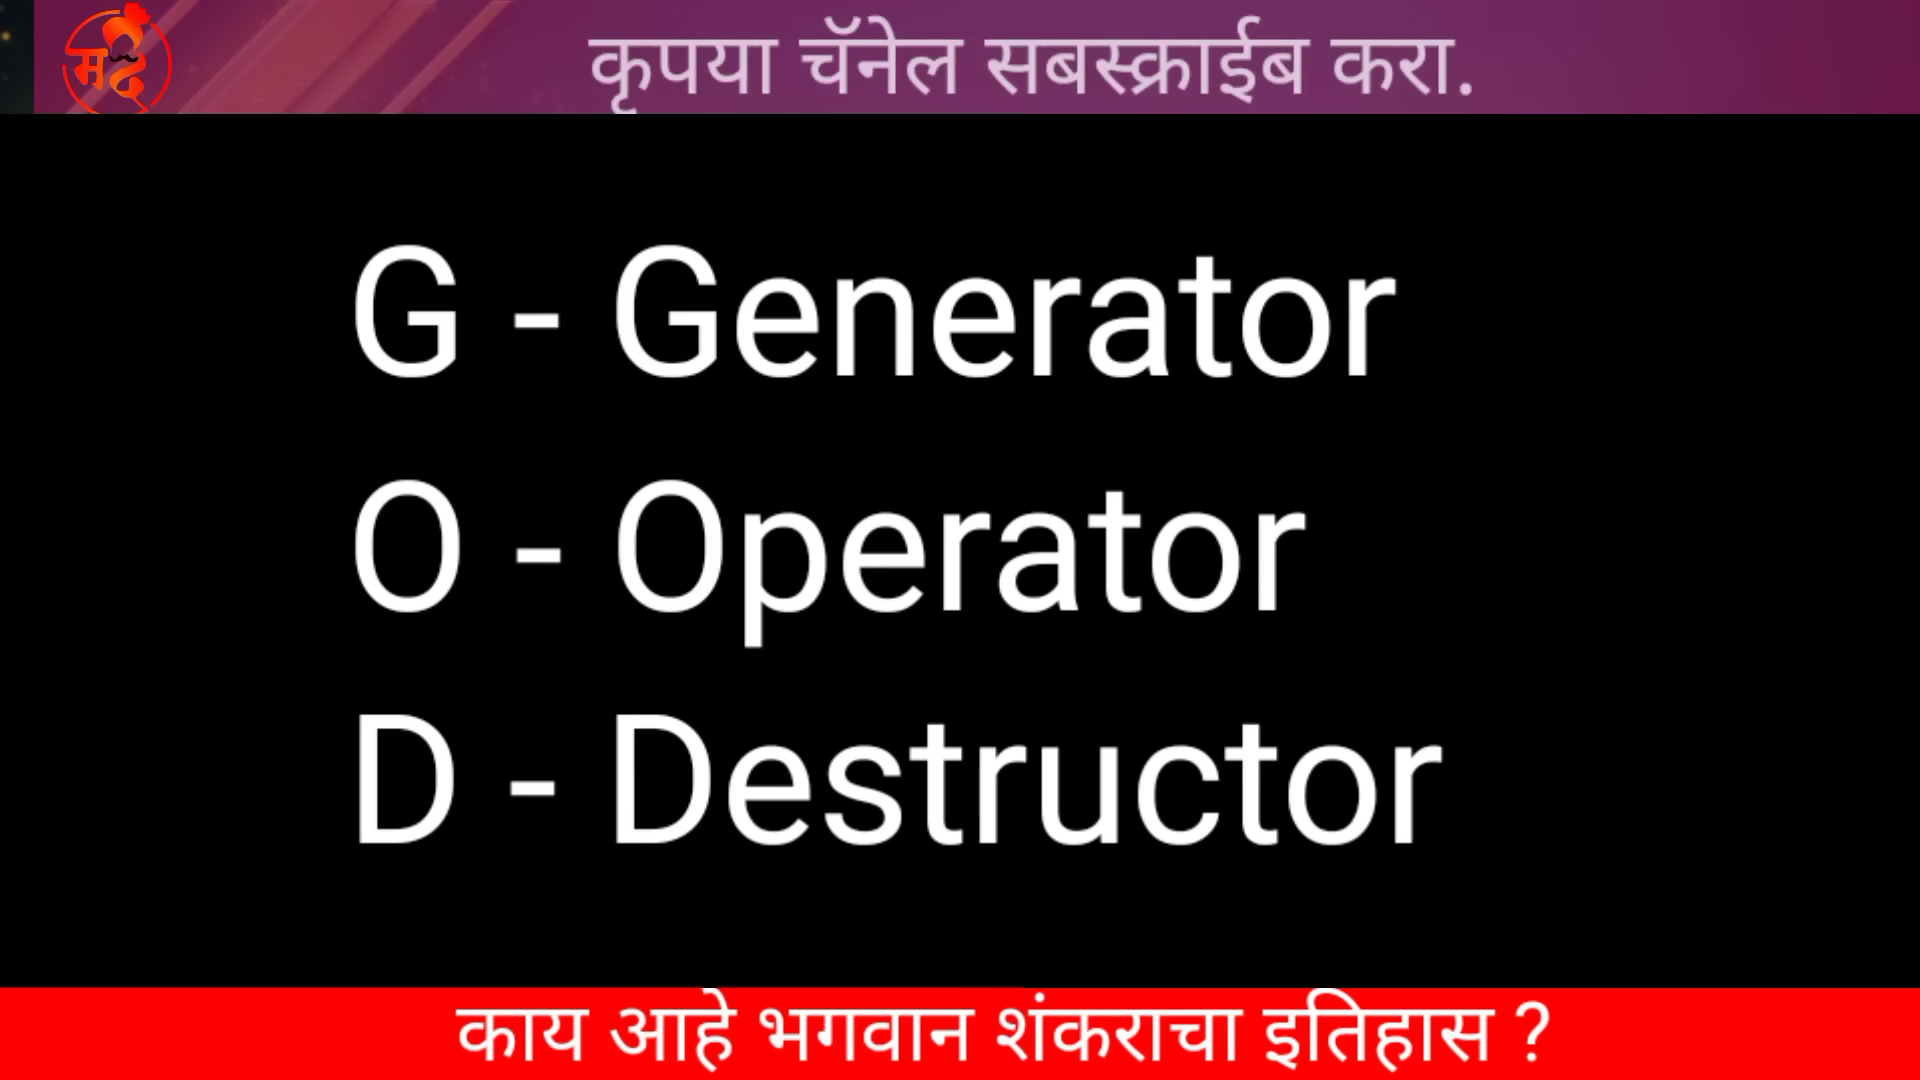 कृपया चॅनेल सबस्क्राईब करा.
G - Generator
O - Operator
D - Destructor
काय आहे भगवान शंकराचा इतिहास ?